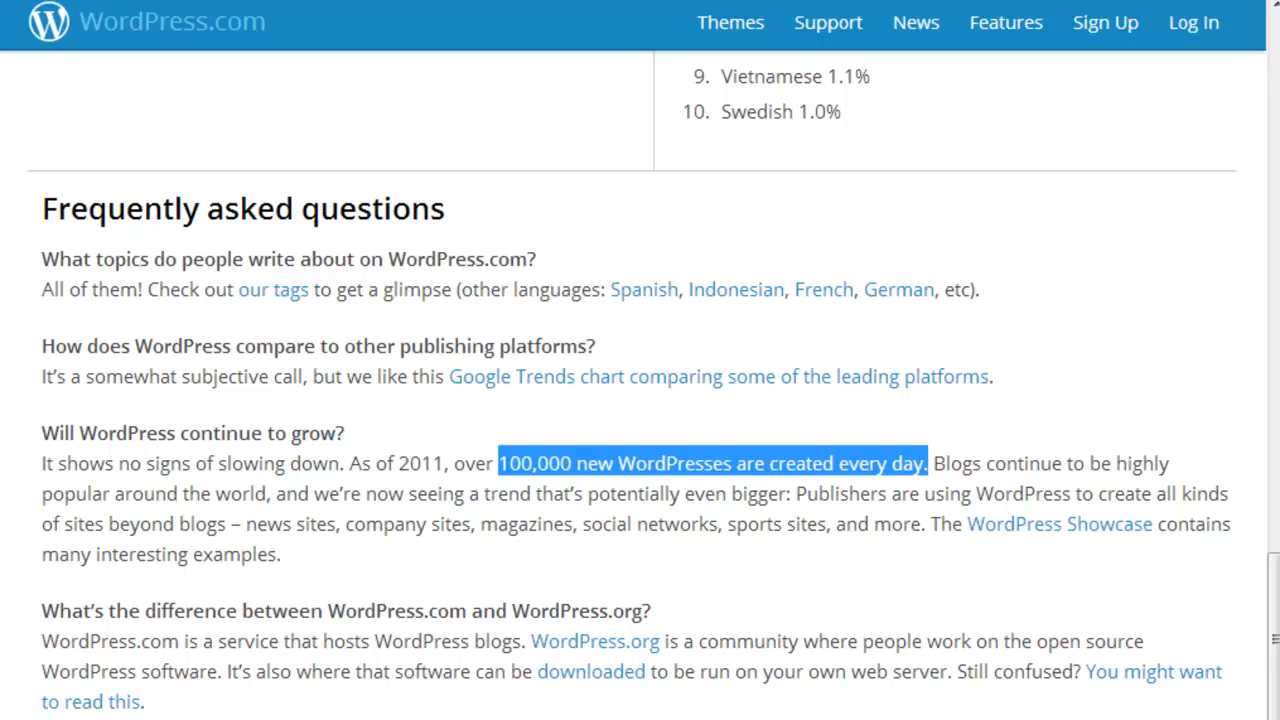 WordPress.com
Themes Support News Features Sign Up Log In
9. Vietnamese 1.1%
10. Swedish 1.0%
Frequently asked questions
What topics do people write about on WordPress.com?
All of them! Check out our tags to get a glimpse (other languages: Spanish, Indonesian, French, German, etc).
How does WordPress compare to other publishing platforms?
It's a somewhat subjective call, but we like this Google Trends chart comparing some of the leading platforms.
Will WordPress continue to grow?
It shows no signs of slowing down. As of 2011, over 100,000 new WordPresses are created every day. Blogs continue to be highly
popular around the world, and we're now seeing a trend that's potentially even bigger: Publishers are using WordPress to create all kinds
of sites beyond blogs – news sites, company sites, magazines, social networks, sports sites, and more. The WordPress Showcase contains
many interesting examples.
What's the difference between WordPress.com and WordPress.org?
WordPress.com is a service that hosts WordPress blogs. WordPress.org is a community where people work on the open source
WordPress software. It's also where that software can be downloaded to be run on your own web server. Still confused? You might want
to read this.